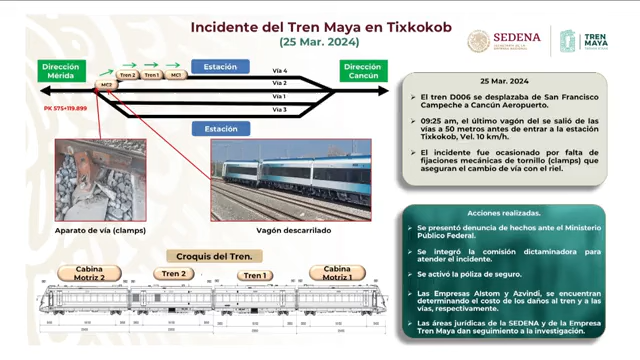 Incidente del Tren Maya en Tixkokob
(25 Mar. 2024)
SEDENA
TREN
MAYA
Dirección
Mérida
Estación
Dirección
Cancún
Tren 2
Tren 1
MC1
MC2
Vía 4
Vía 2
Vía 1
Vía 3
PK 575+119.899
Estación
Aparato de vía (clamps)
Vagón descarrilado
25 Mar. 2024
El tren D006 se desplazaba de San Francisco
Campeche a Cancún Aeropuerto.
09:25 am, el último vagón del se salió de las
vías a 50 metros antes de entrar a la estación
Tixkokob, Vel. 10 km/h.
El incidente fue ocasionado por falta de
fijaciones mecánicas de tornillo (clamps) que
aseguran el cambio de vía con el riel.
Acciones realizadas.
Se presentó denuncia de hechos ante el Ministerio
Público Federal.
Se integró la comisión dictaminadora para
atender el incidente.
Se activó la póliza de seguro.
Las Empresas Alstom y Azvindi, se encuentran
determinando el costo de los daños al tren y a las
vías, respectivamente.
Las áreas jurídicas de la SEDENA y de la Empresa
Tren Maya dan seguimiento a la investigación.
Croquis del Tren.
Cabina
Motriz 2
Tren 2
Tren 1
Cabina
Motriz 1